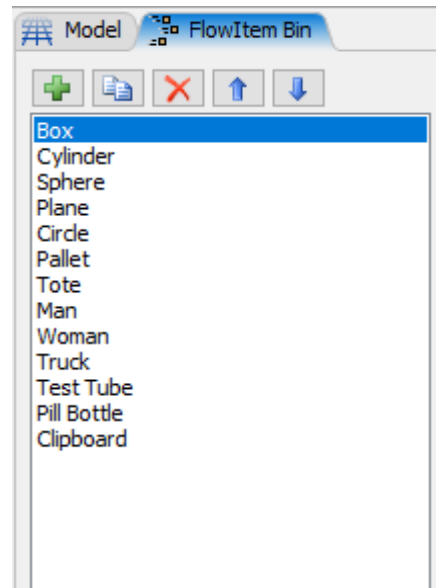 Model FlowItem Bin
Box
Cylinder
Sphere
Plane
Circle
Pallet
Tote
Man
Woman
Truck
Test Tube
Pill Bottle
Clipboard